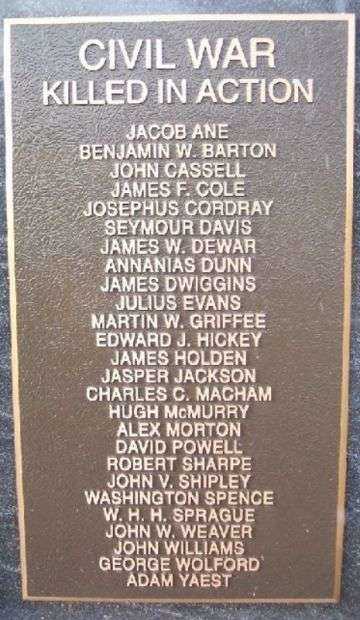 CIVIL WAR
KILLED IN ACTION
JACOB ANE
BENJAMIN W. BARTON
JOHN CASSELL
JAMES F. COLE
JOSEPHUS CORDRAY
SEYMOUR DAVIS
JAMES W. DEWAR
ANNANIAS DUNN
JAMES DWIGGINS
JULIUS EVANS
MARTIN W. GRIFFEE
EDWARD J. HICKEY
JAMES HOLDEN
JASPER JACKSON
CHARLES C. MACHAM
HUGH McMURRY
ALEX MORTON
DAVID POWELL
ROBERT SHARPE
JOHN V. SHIPLEY
WASHINGTON SPENCE
W. H. H. SPRAGUE
JOHN W. WEAVER
JOHN WILLIAMS
GEORGE WOLFORD
ADAM YAEST